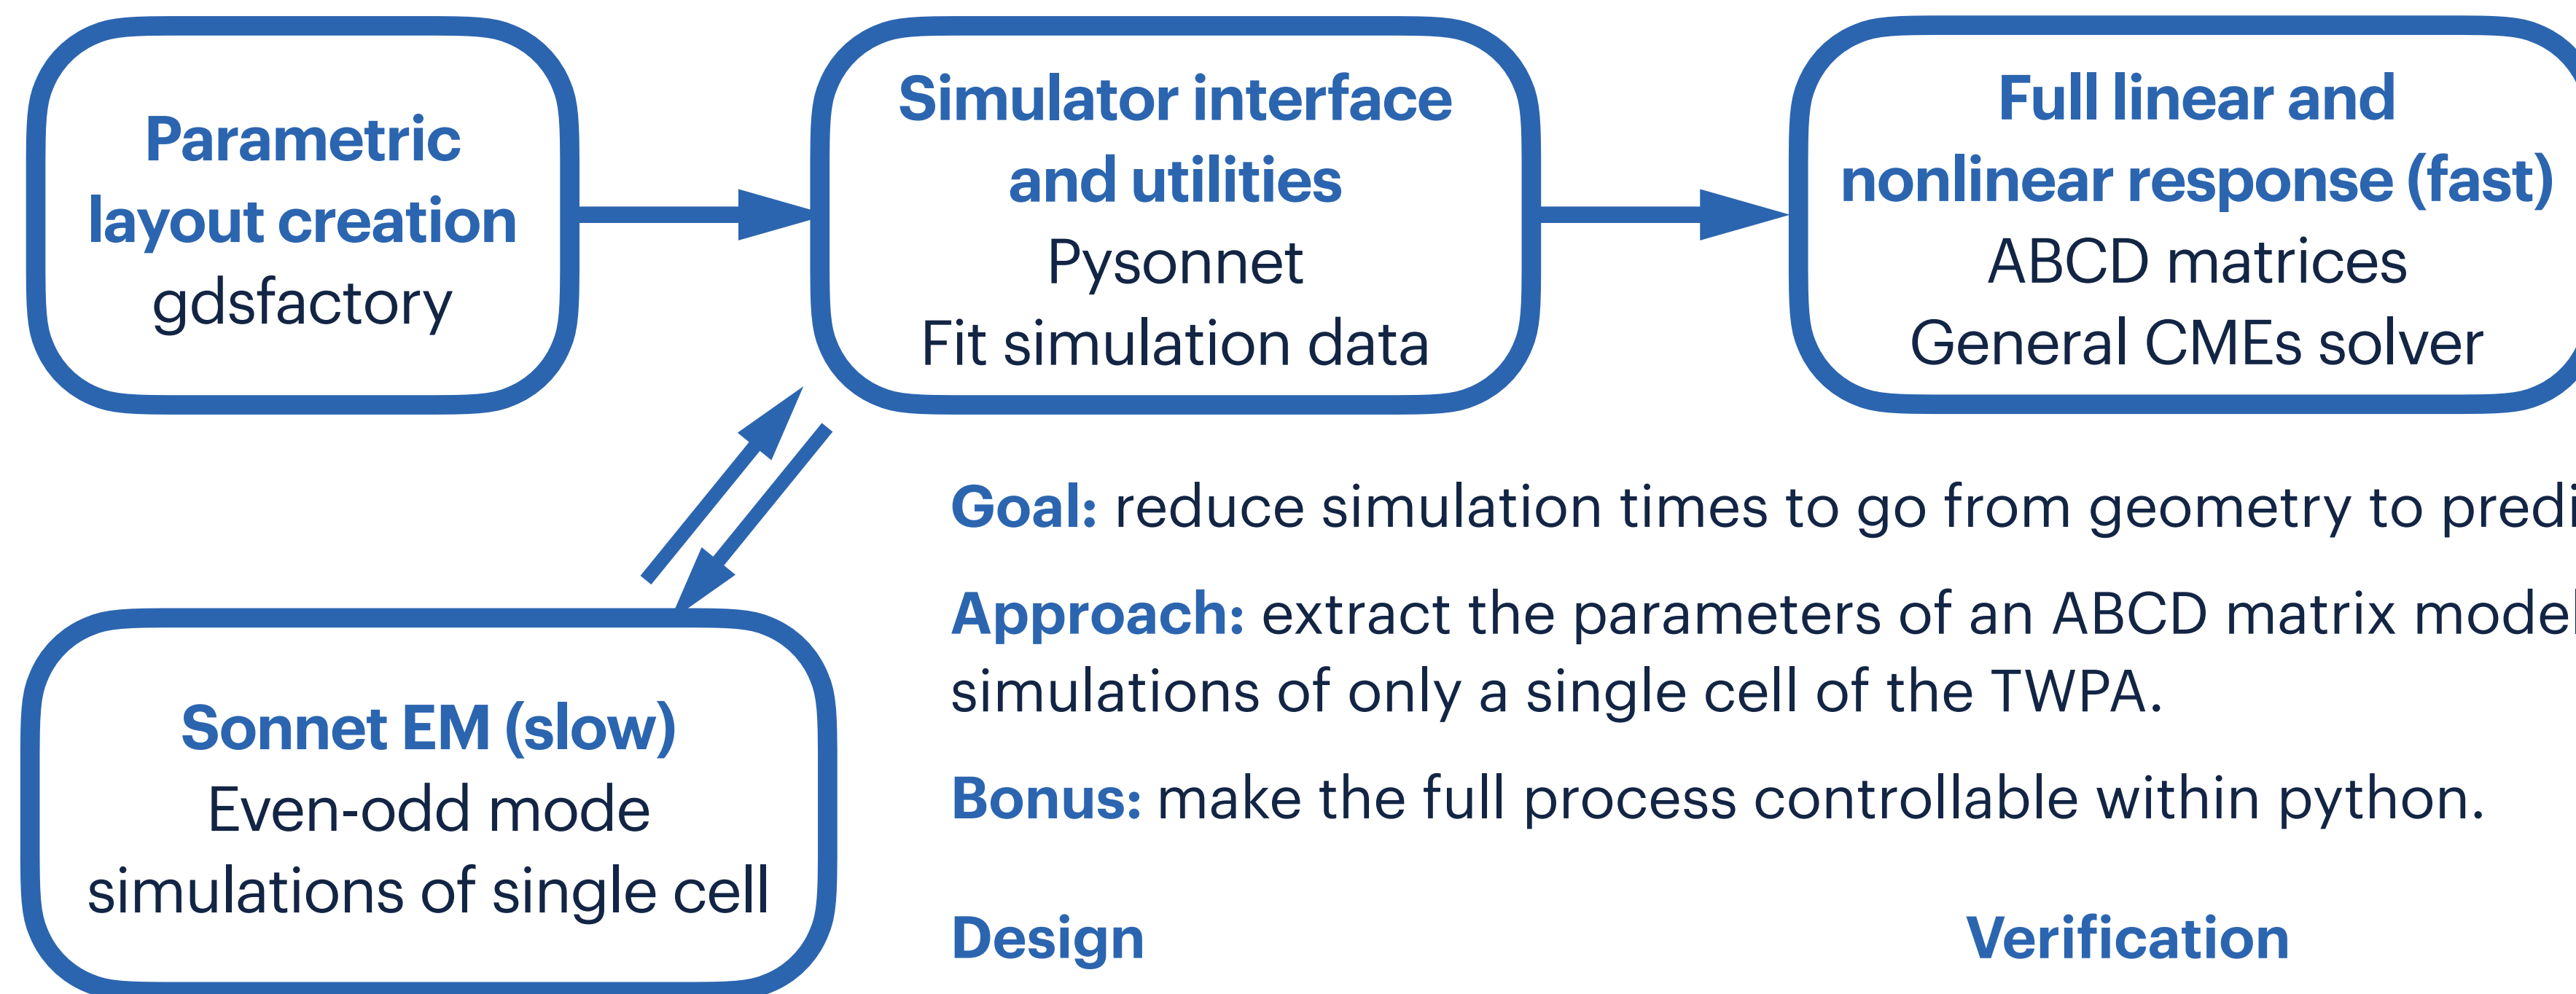 Parametric
layout creation
gdsfactory
Simulator interface
and utilities
Pysonnet
Fit simulation data
Full linear and
nonlinear response (fast)
ABCD matrices
General CMEs solver
Sonnet EM (slow)
Even-odd mode
simulations of single cell
Goal: reduce simulation times to go from geometry to
Approach: extract the parameters of an ABCD matrix model
simulations of only a single cell of the TWPA.
Bonus: make the full process controllable within python.
Design
Verification